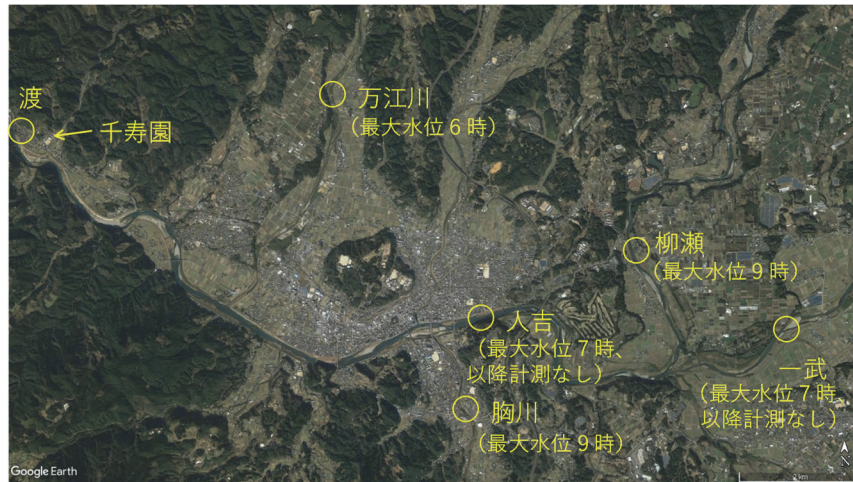 渡
千寿園
万江川
（最大水位６時）
柳瀬
（最大水位９時）
人吉
（最大水位７時、
以降計測なし）
一武
（最大水位７時、
以降計測なし）
胸川
（最大水位９時）
Google Earth
N
2 km